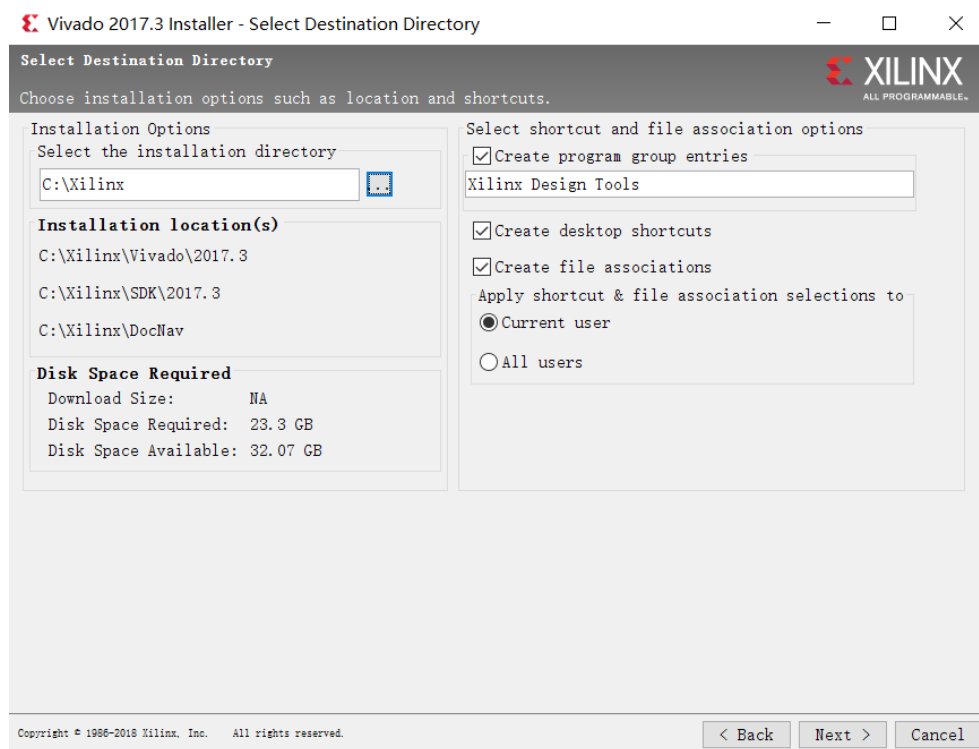 Vivado 2017.3 Installer - Select Destination Directory
Select Destination Directory
Choose installation options such as location and shortcuts.
XILINX
ALL PROGRAMMABLE.
Installation Options
Select the installation directory
C:\Xilinx
...
Installation location(s)
C:\Xilinx\Vivado\2017.3
C:\Xilinx\SDK\2017.3
C:\Xilinx\DocNav
Disk Space Required
Download Size: NA
Disk Space Required: 23.3 GB
Disk Space Available: 32.07 GB
Select shortcut and file association options
Create program group entries
Xilinx Design Tools
Create desktop shortcuts
Create file associations
Apply shortcut & file association selections to
Current user
All users
Copyright © 1986-2018 Xilinx, Inc. All rights reserved.
< Back
Next >
Cancel